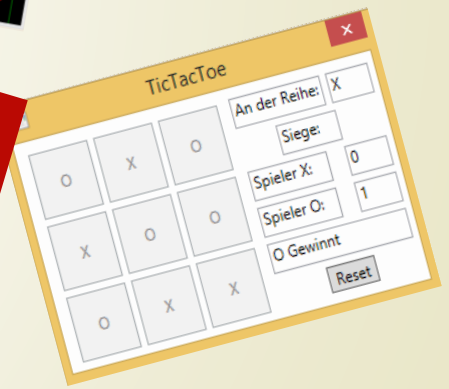 TicTacToe
O X O
X O O
O X X
An der Reihe: X
Siege:
Spieler X: 0
Spieler O: 1
O Gewinnt
Reset